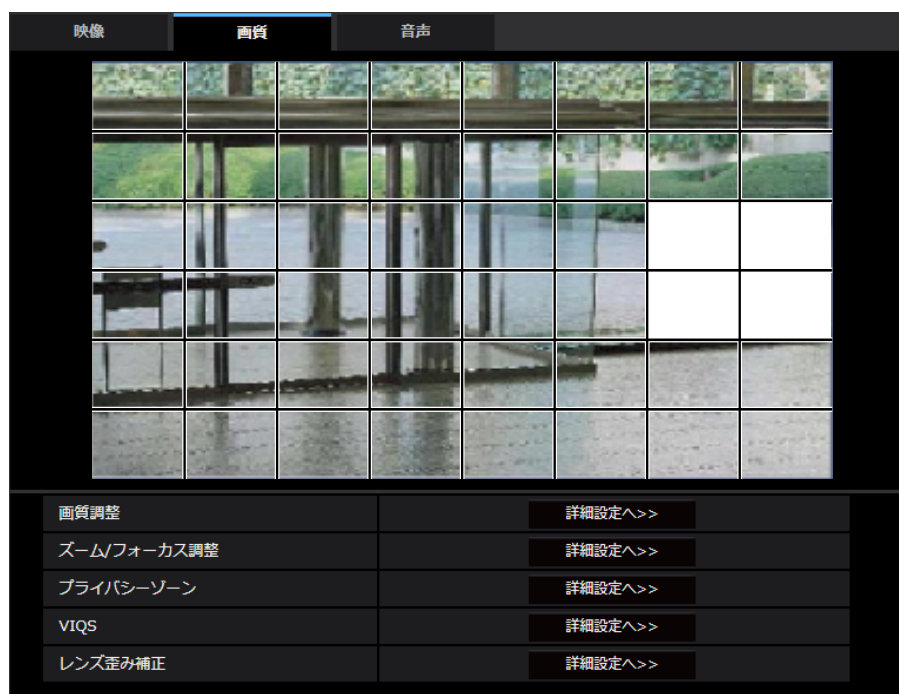 映像 画質 音声
画質調整 詳細設定へ>>
ズーム/フォーカス調整 詳細設定へ>>
プライバシーゾーン 詳細設定へ>>
VIQS 詳細設定へ>>
レンズ歪み補正 詳細設定へ>>